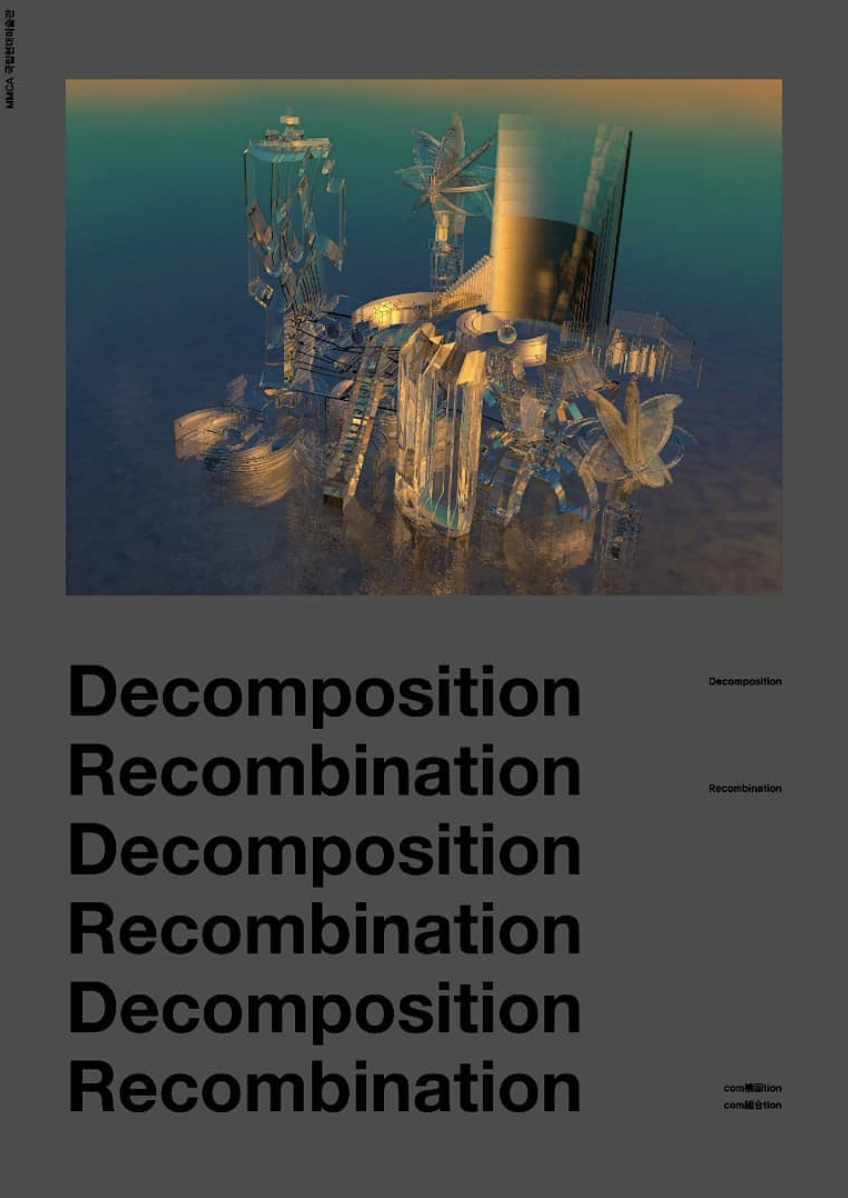 MMCA 국립현대미술관
Decomposition
Recombination
Decomposition
Recombination
Decomposition
Recombination
Decomposition
Recombination
com構圖tion
com組合tion